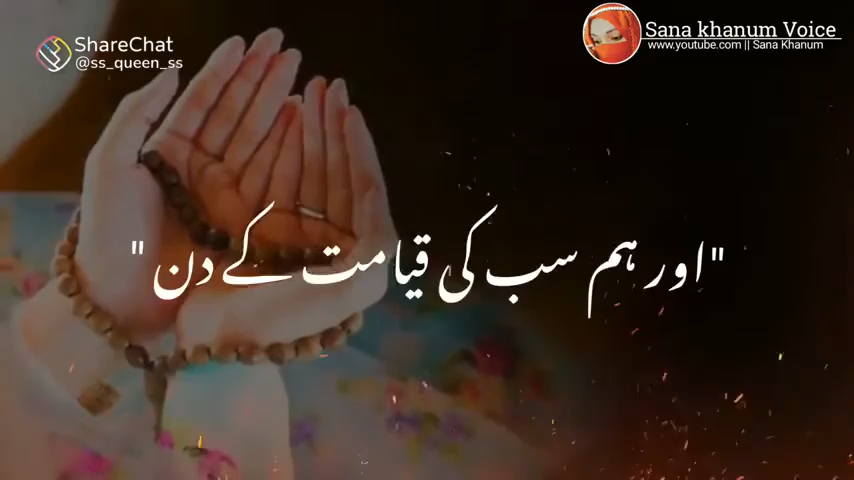 ShareChat
@ss_queen_ss
Sana khanum Voice
www.youtube.com || Sana Khanum
"اور ہم سب کی قیامت کے دن"